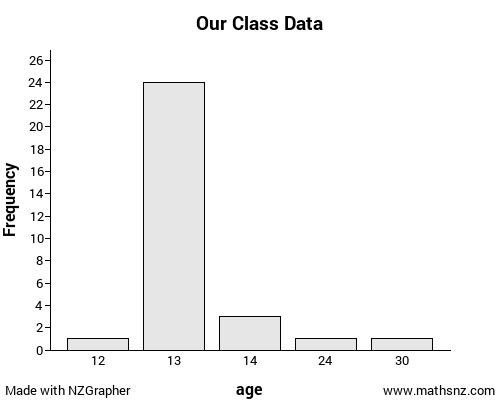 Our Class Data
Frequency
26
24
22
20
18
16
14
12
10
8
6
4
2
0
12 13 14 24 30
age
Made with NZGrapher
www.mathsnz.com